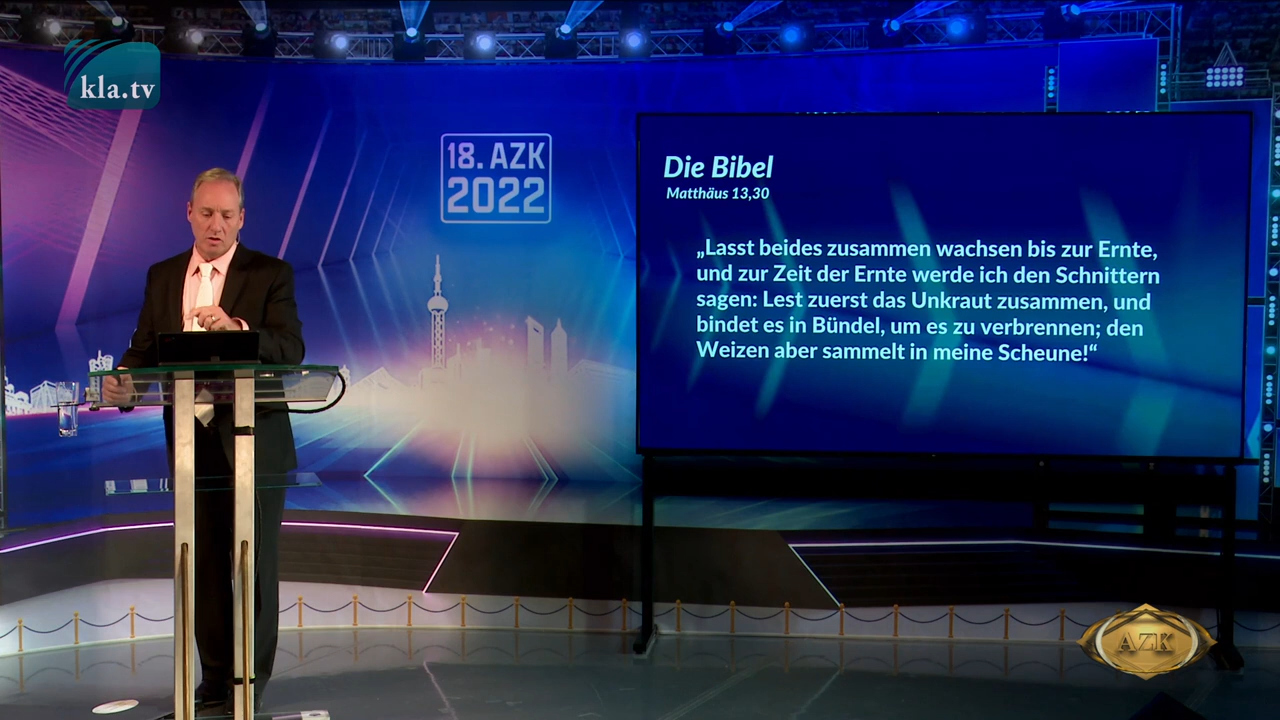 kla.tv
18. AZK
2022
Die Bibel
Matthäus 13,30
„Lasst beides zusammen wachsen bis zur Ernte,
und zur Zeit der Ernte werde ich den Schnittern
sagen: Lest zuerst das Unkraut zusammen, und
bindet es in Bündel, um es zu verbrennen; den
Weizen aber sammelt in meine Scheune!“
AZK